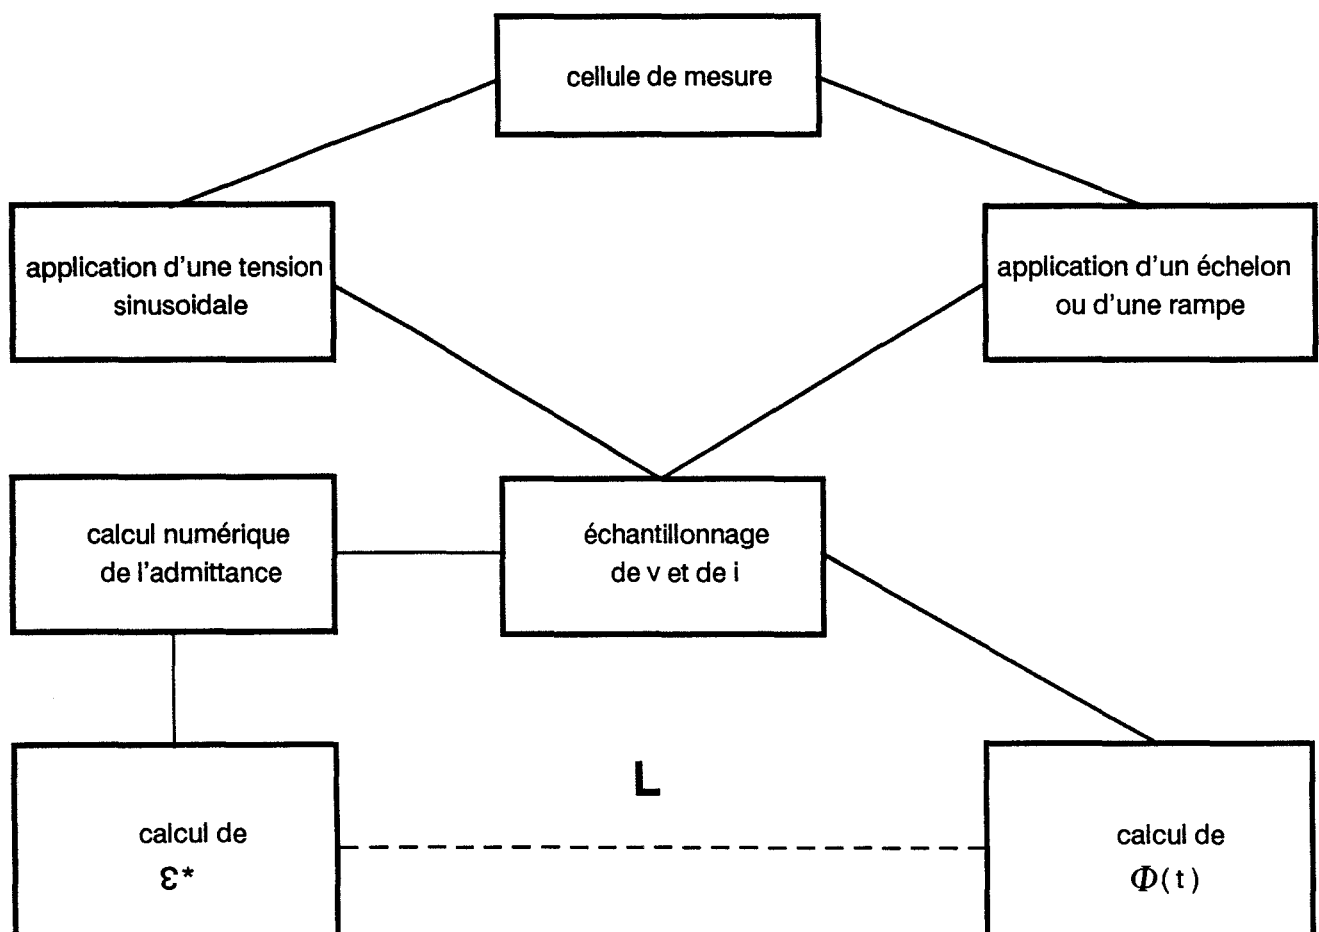 cellule de mesure
application d'une tension
sinusoidale
application d'un échelon
ou d'une rampe
calcul numérique
de l'admittance
échantillonnage
de v et de i
L
calcul de
ε*
calcul de
Φ(t)